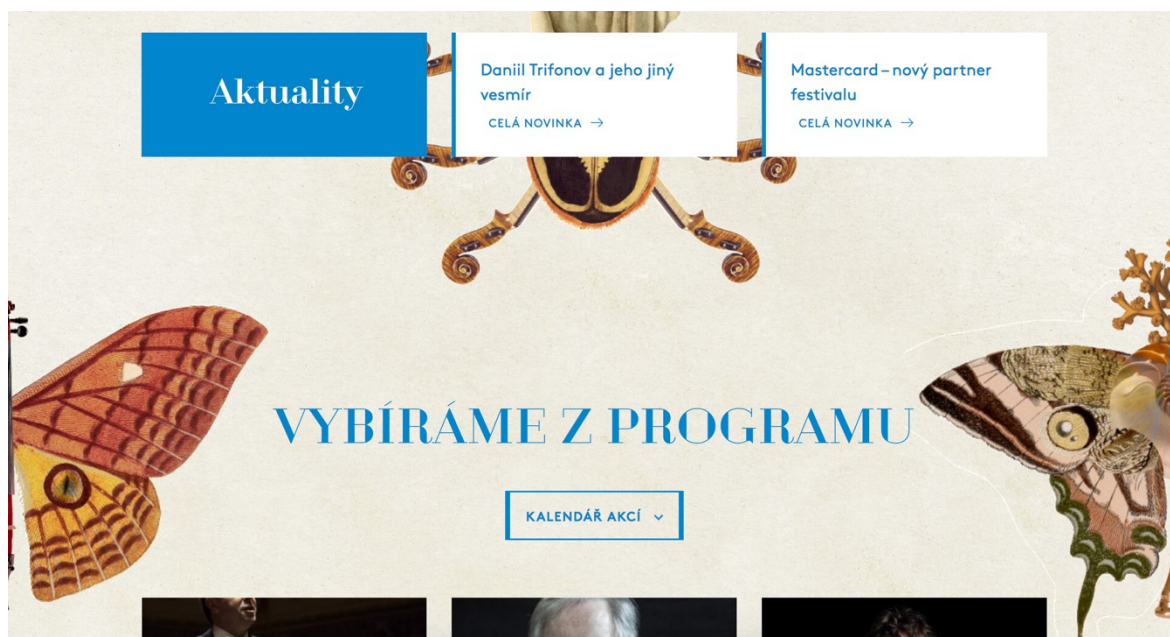 Aktuality
Daniil Trifonov a jeho jiný
vesmír
CELÁ NOVINKA →
Mastercard – nový partner
festivalu
CELÁ NOVINKA →
VYBÍRÁME Z PROGRAMU
KALENDÁŘ AKCÍ